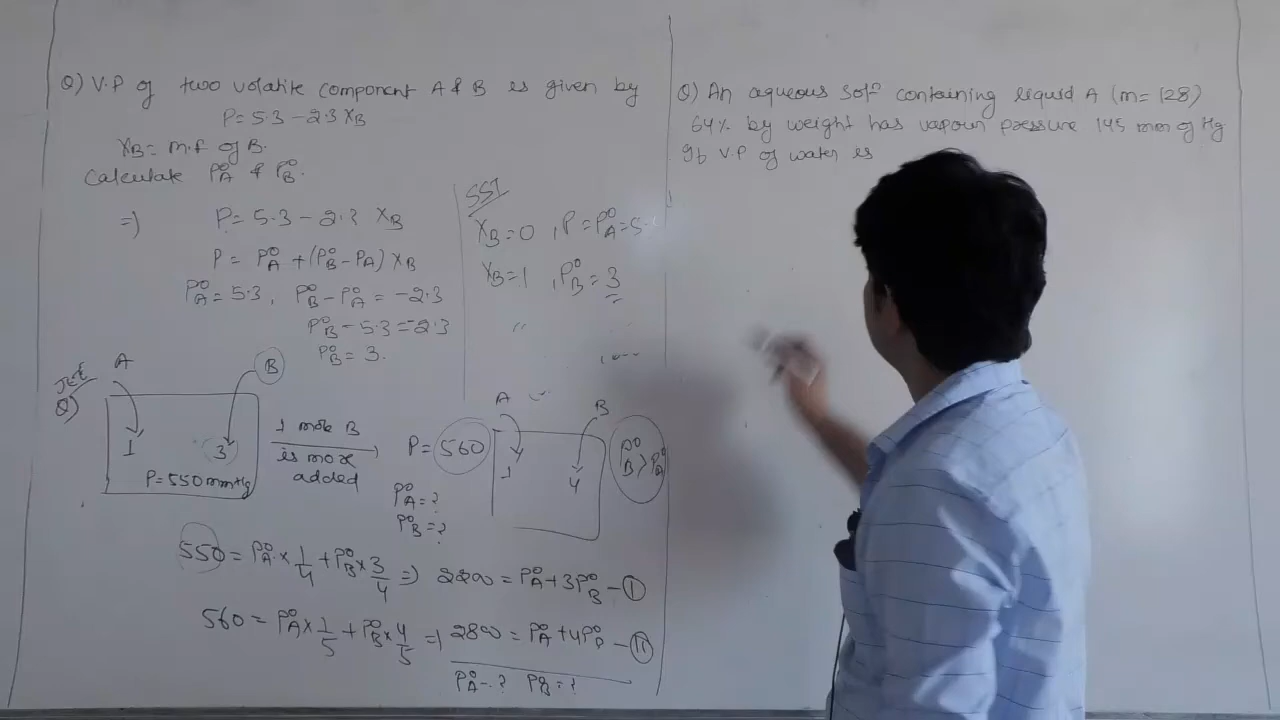 Q) V.P of two volatile component A & B is given by
P = 5.3 - 2.3 XB
XB = m.f of B.
Calculate P°A & P°B.
=) P = 5.3 - 2.3 XB
P = P°A + (P°B - PA) XB
P°A = 5.3, P°B - P°A = -2.3
P°B - 5.3 = -2.3
P°B = 3.
SSI
XB = 0, P = P°A = 5.
XB = 1, P°B = 3
JEE
Q)
A B
1 3
P = 550 mmHg
1 mole B
is more
added
P = 560
P°A = ?
P°B = ?
A B
1 4
P°B > P°A
550 = P°A × 1/4 + P°B × 3/4 =) 2200 = P°A + 3P°B - (I)
560 = P°A × 1/5 + P°B × 4/5 =) 2800 = P°A + 4P°B - (II)
P°A - ? P°B = ?
Q) An aqueous sol? containing liquid A (m = 128)
64% by weight has vapour pressure 145 mm of Hg
If V.P of water is